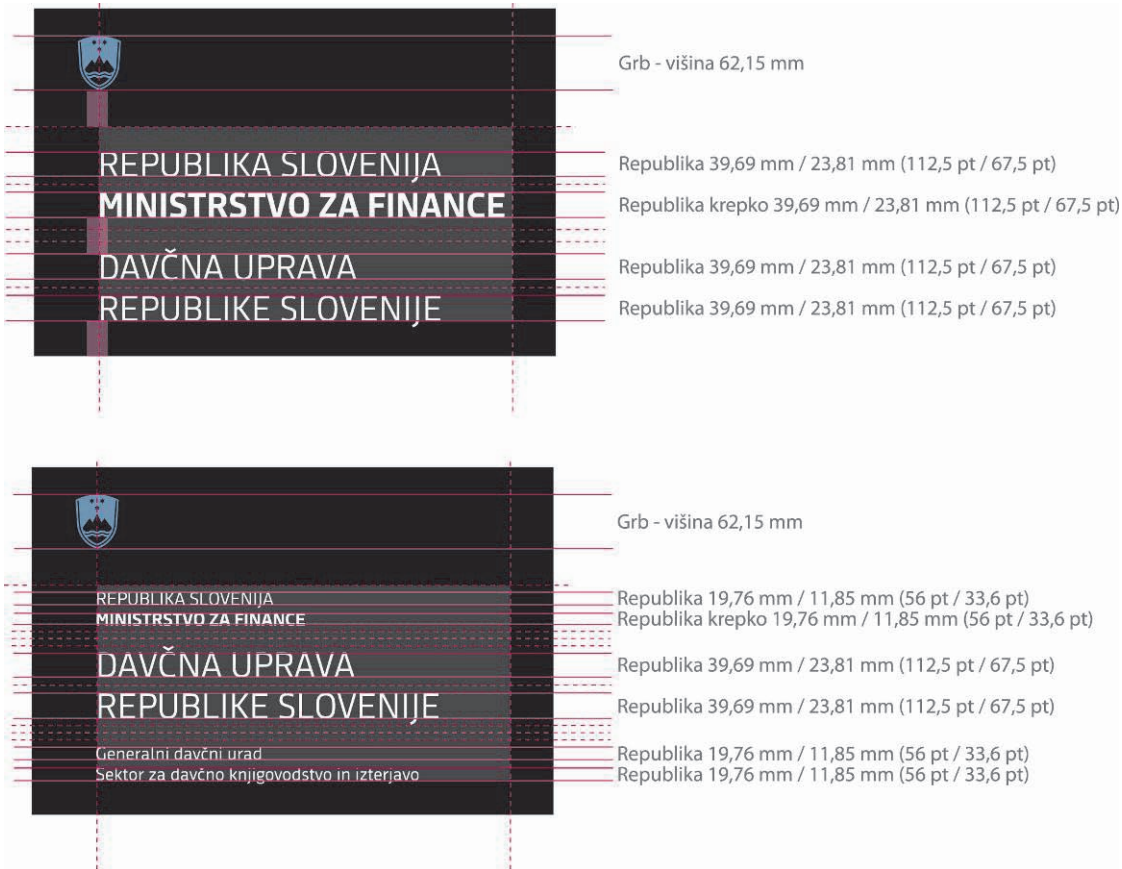 Grb - višina 62,15 mm
REPUBLIKA SLOVENIJA
Republika 39,69 mm / 23,81 mm (112,5 pt / 67,5 pt)
MINISTRSTVO ZA FINANCE
Republika krepko 39,69 mm / 23,81 mm (112,5 pt / 67,5 pt)
DAVČNA UPRAVA
Republika 39,69 mm / 23,81 mm (112,5 pt / 67,5 pt)
REPUBLIKE SLOVENIJE
Republika 39,69 mm / 23,81 mm (112,5 pt / 67,5 pt)
Grb - višina 62,15 mm
REPUBLIKA SLOVENIJA
Republika 19,76 mm / 11,85 mm (56 pt / 33,6 pt)
MINISTRSTVO ZA FINANCE
Republika krepko 19,76 mm / 11,85 mm (56 pt / 33,6 pt)
DAVČNA UPRAVA
Republika 39,69 mm / 23,81 mm (112,5 pt / 67,5 pt)
REPUBLIKE SLOVENIJE
Republika 39,69 mm / 23,81 mm (112,5 pt / 67,5 pt)
Generalni davčni urad
Republika 19,76 mm / 11,85 mm (56 pt / 33,6 pt)
Sektor za davčno knjigovodstvo in izterjavo
Republika 19,76 mm / 11,85 mm (56 pt / 33,6 pt)